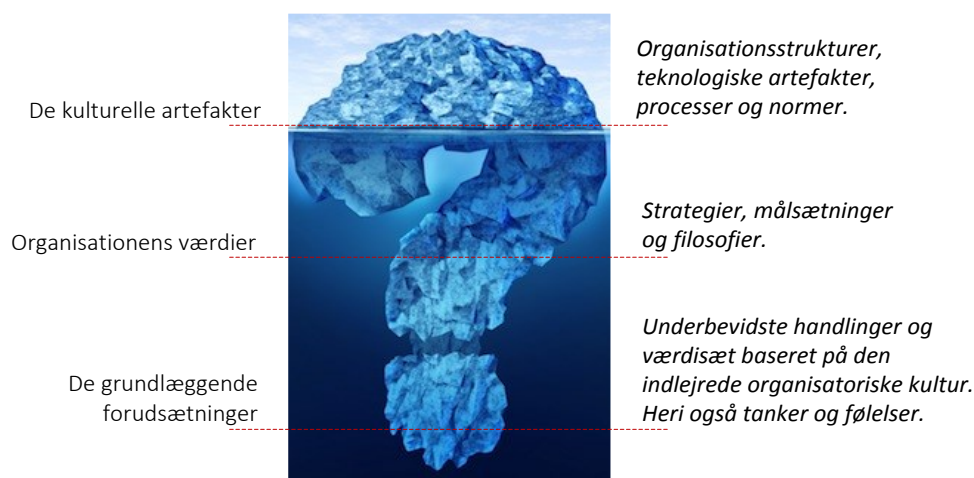 De kulturelle artefakter
Organisationsstrukturer,
teknologiske artefakter,
processer og normer.
Organisationens værdier
Strategier, målsætninger
og filosofier.
De grundlæggende
forudsætninger
Underbevidste handlinger og
værdisæt baseret på den
indlejrede organisatoriske kultur.
Heri også tanker og følelser.